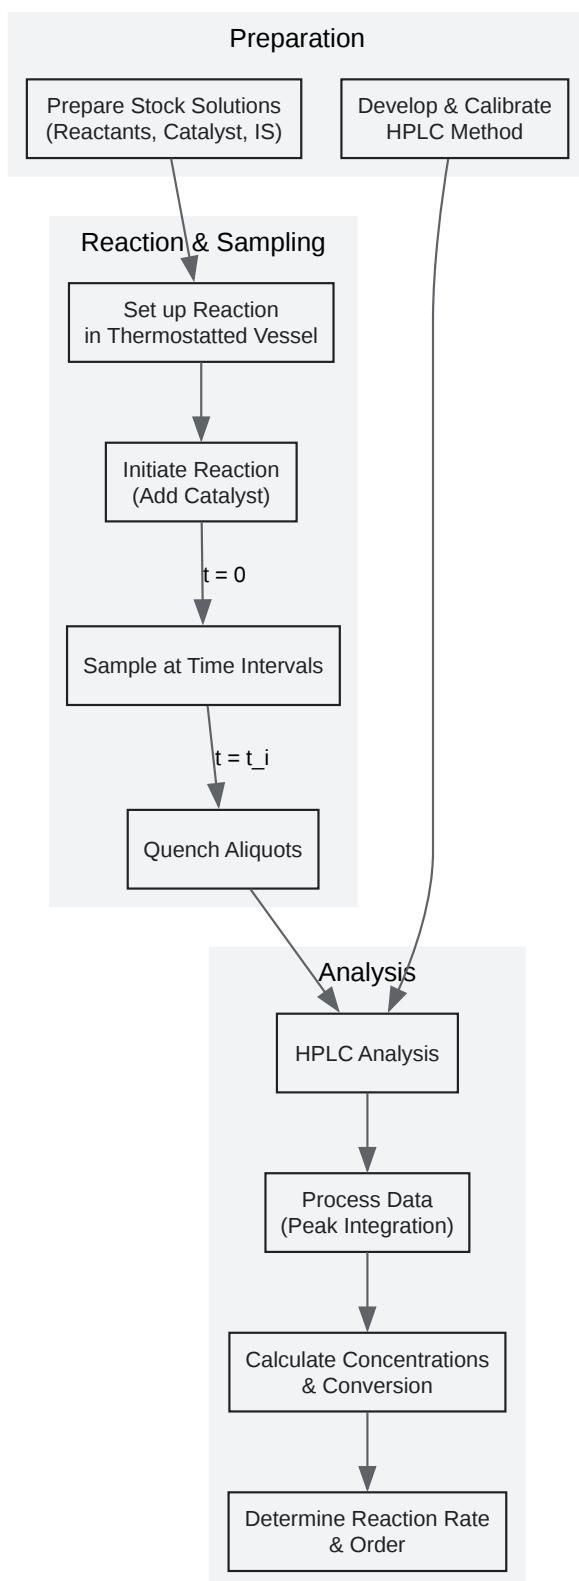 Preparation
Prepare Stock Solutions
(Reactants, Catalyst, IS)
Develop & Calibrate
HPLC Method
Reaction & Sampling
Set up Reaction
in Thermostatted Vessel
Initiate Reaction
(Add Catalyst)
t = 0
Sample at Time Intervals
t = t_i
Quench Aliquots
Analysis
HPLC Analysis
Process Data
(Peak Integration)
Calculate Concentrations
& Conversion
Determine Reaction Rate
& Order